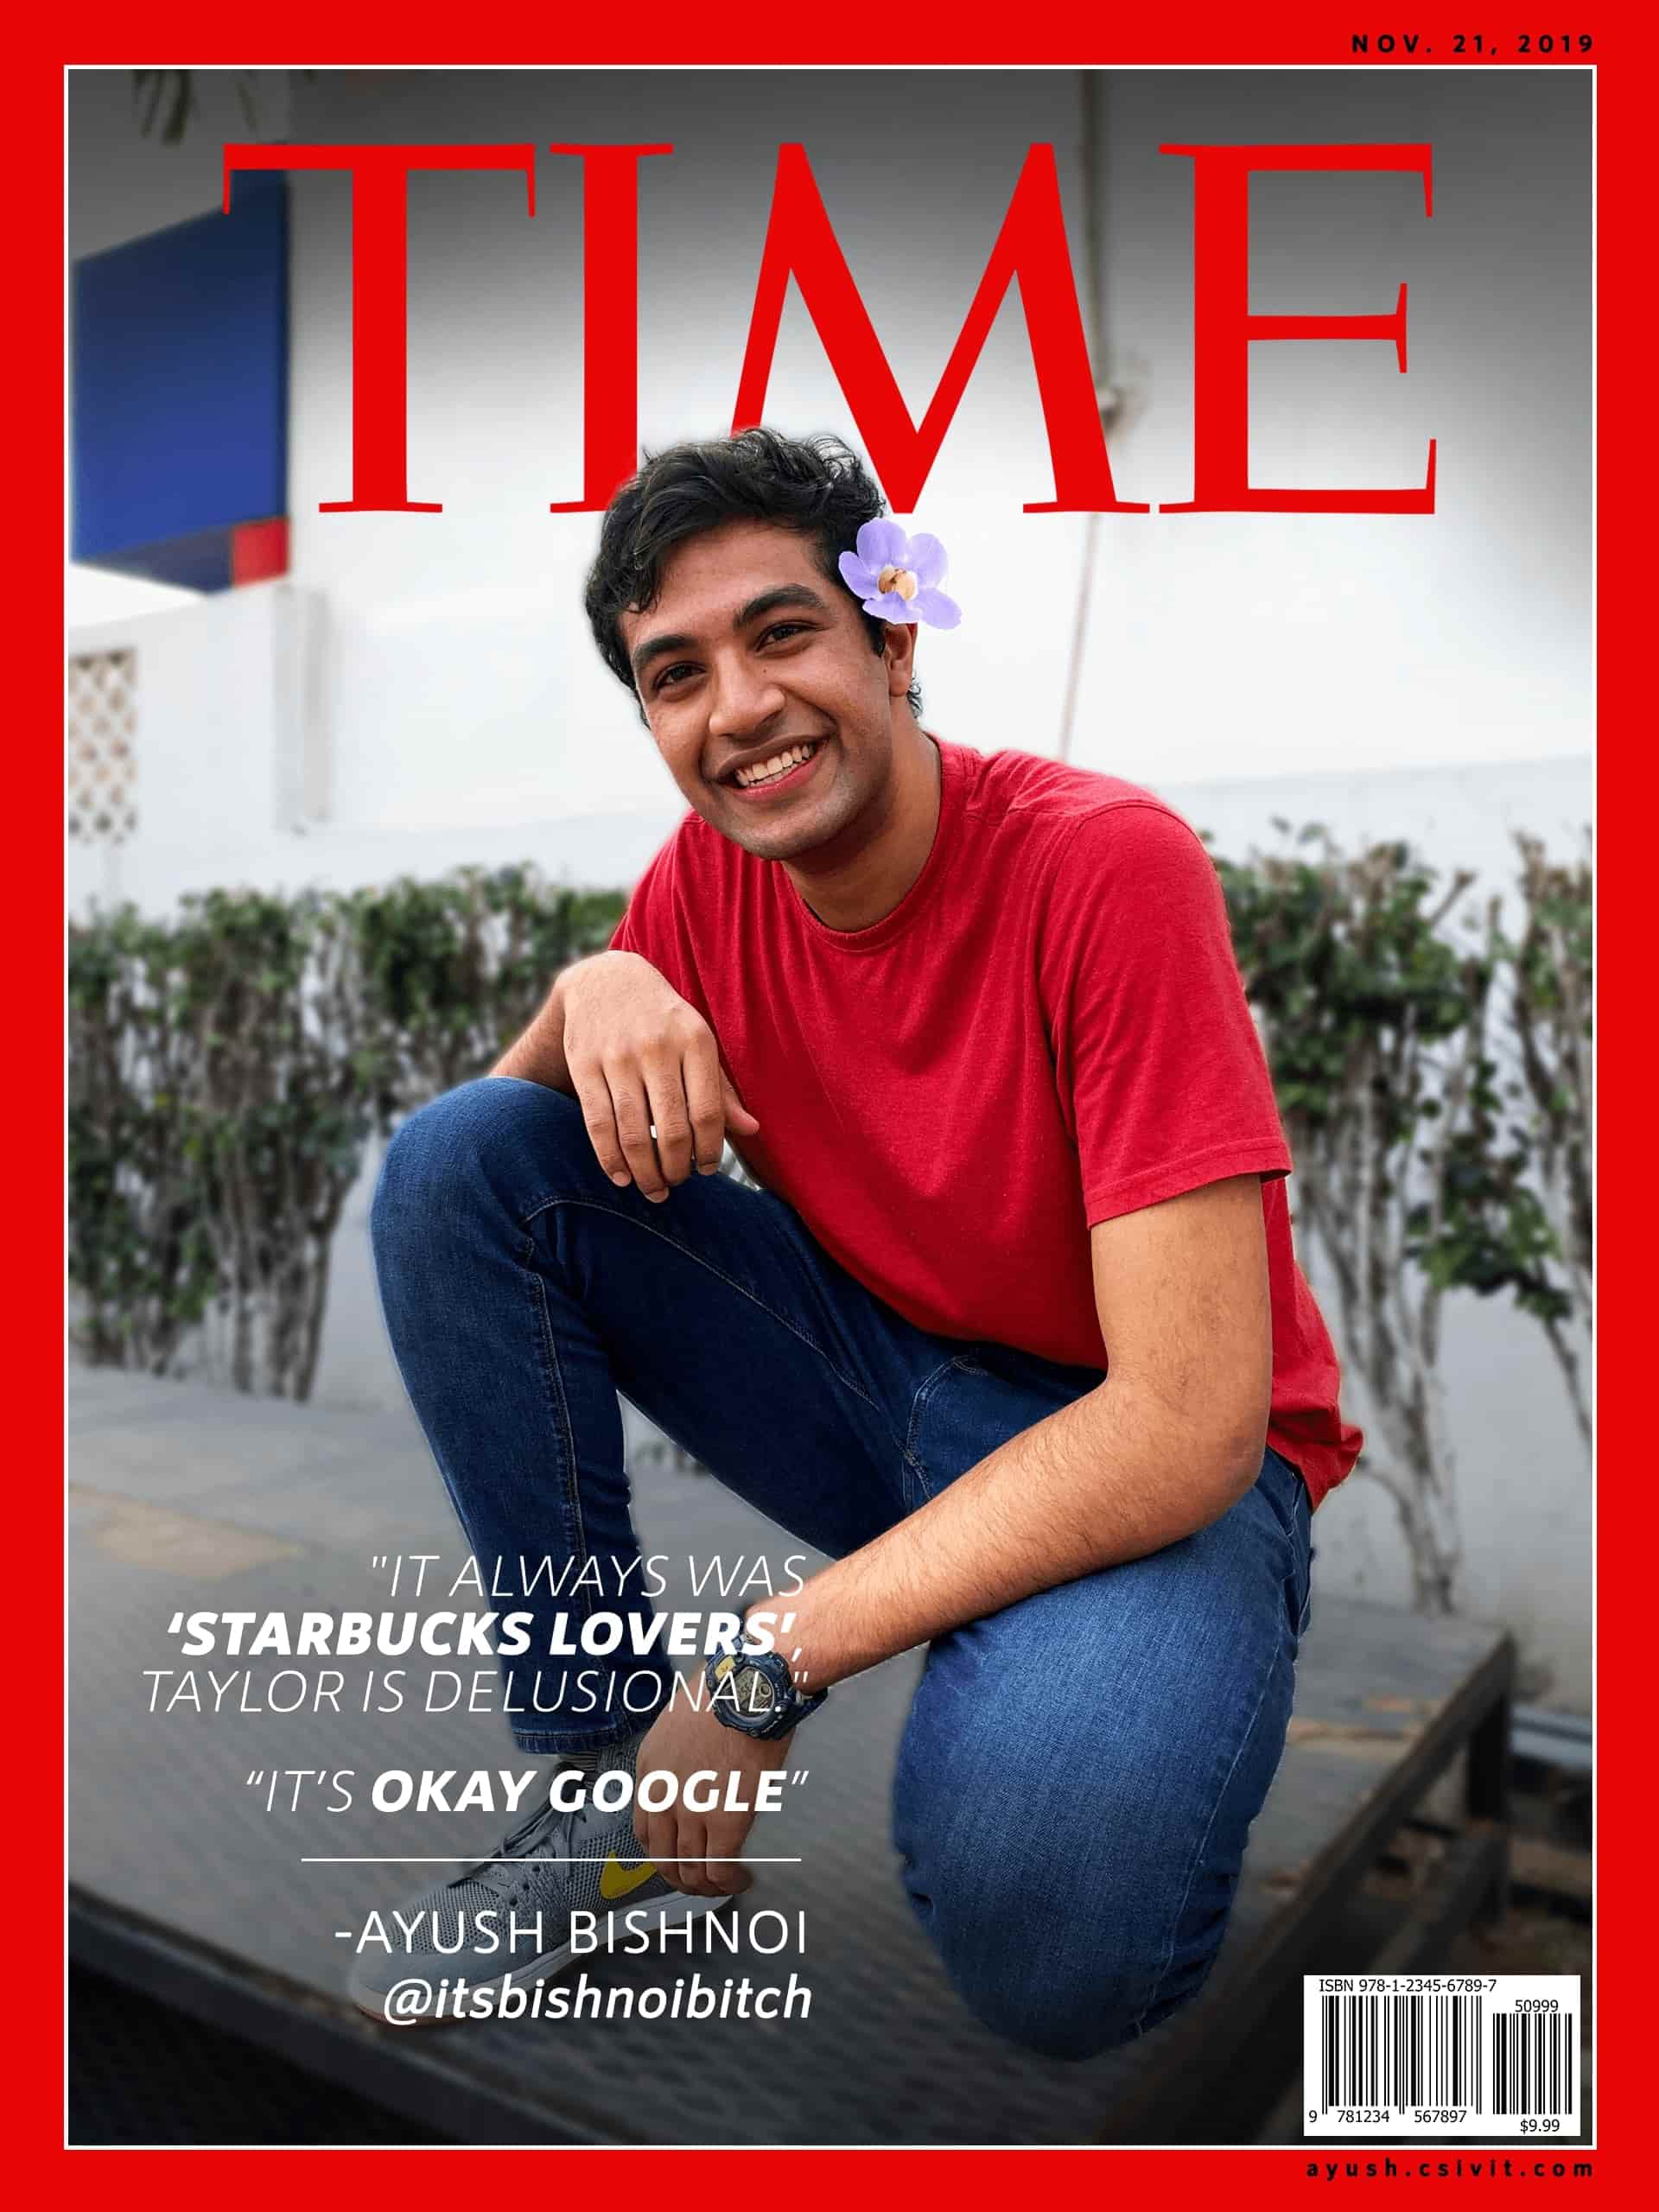 NOV. 21, 2019
TIME
"IT ALWAYS WAS
‘STARBUCKS LOVERS’,
TAYLOR IS DELUSIONAL."
“IT’S OKAY GOOGLE”
-AYUSH BISHNOI
@itsbishnoibitch
ISBN 978-1-2345-6789-7
50999
9 781234 567897
$9.99
ayush.csivit.com